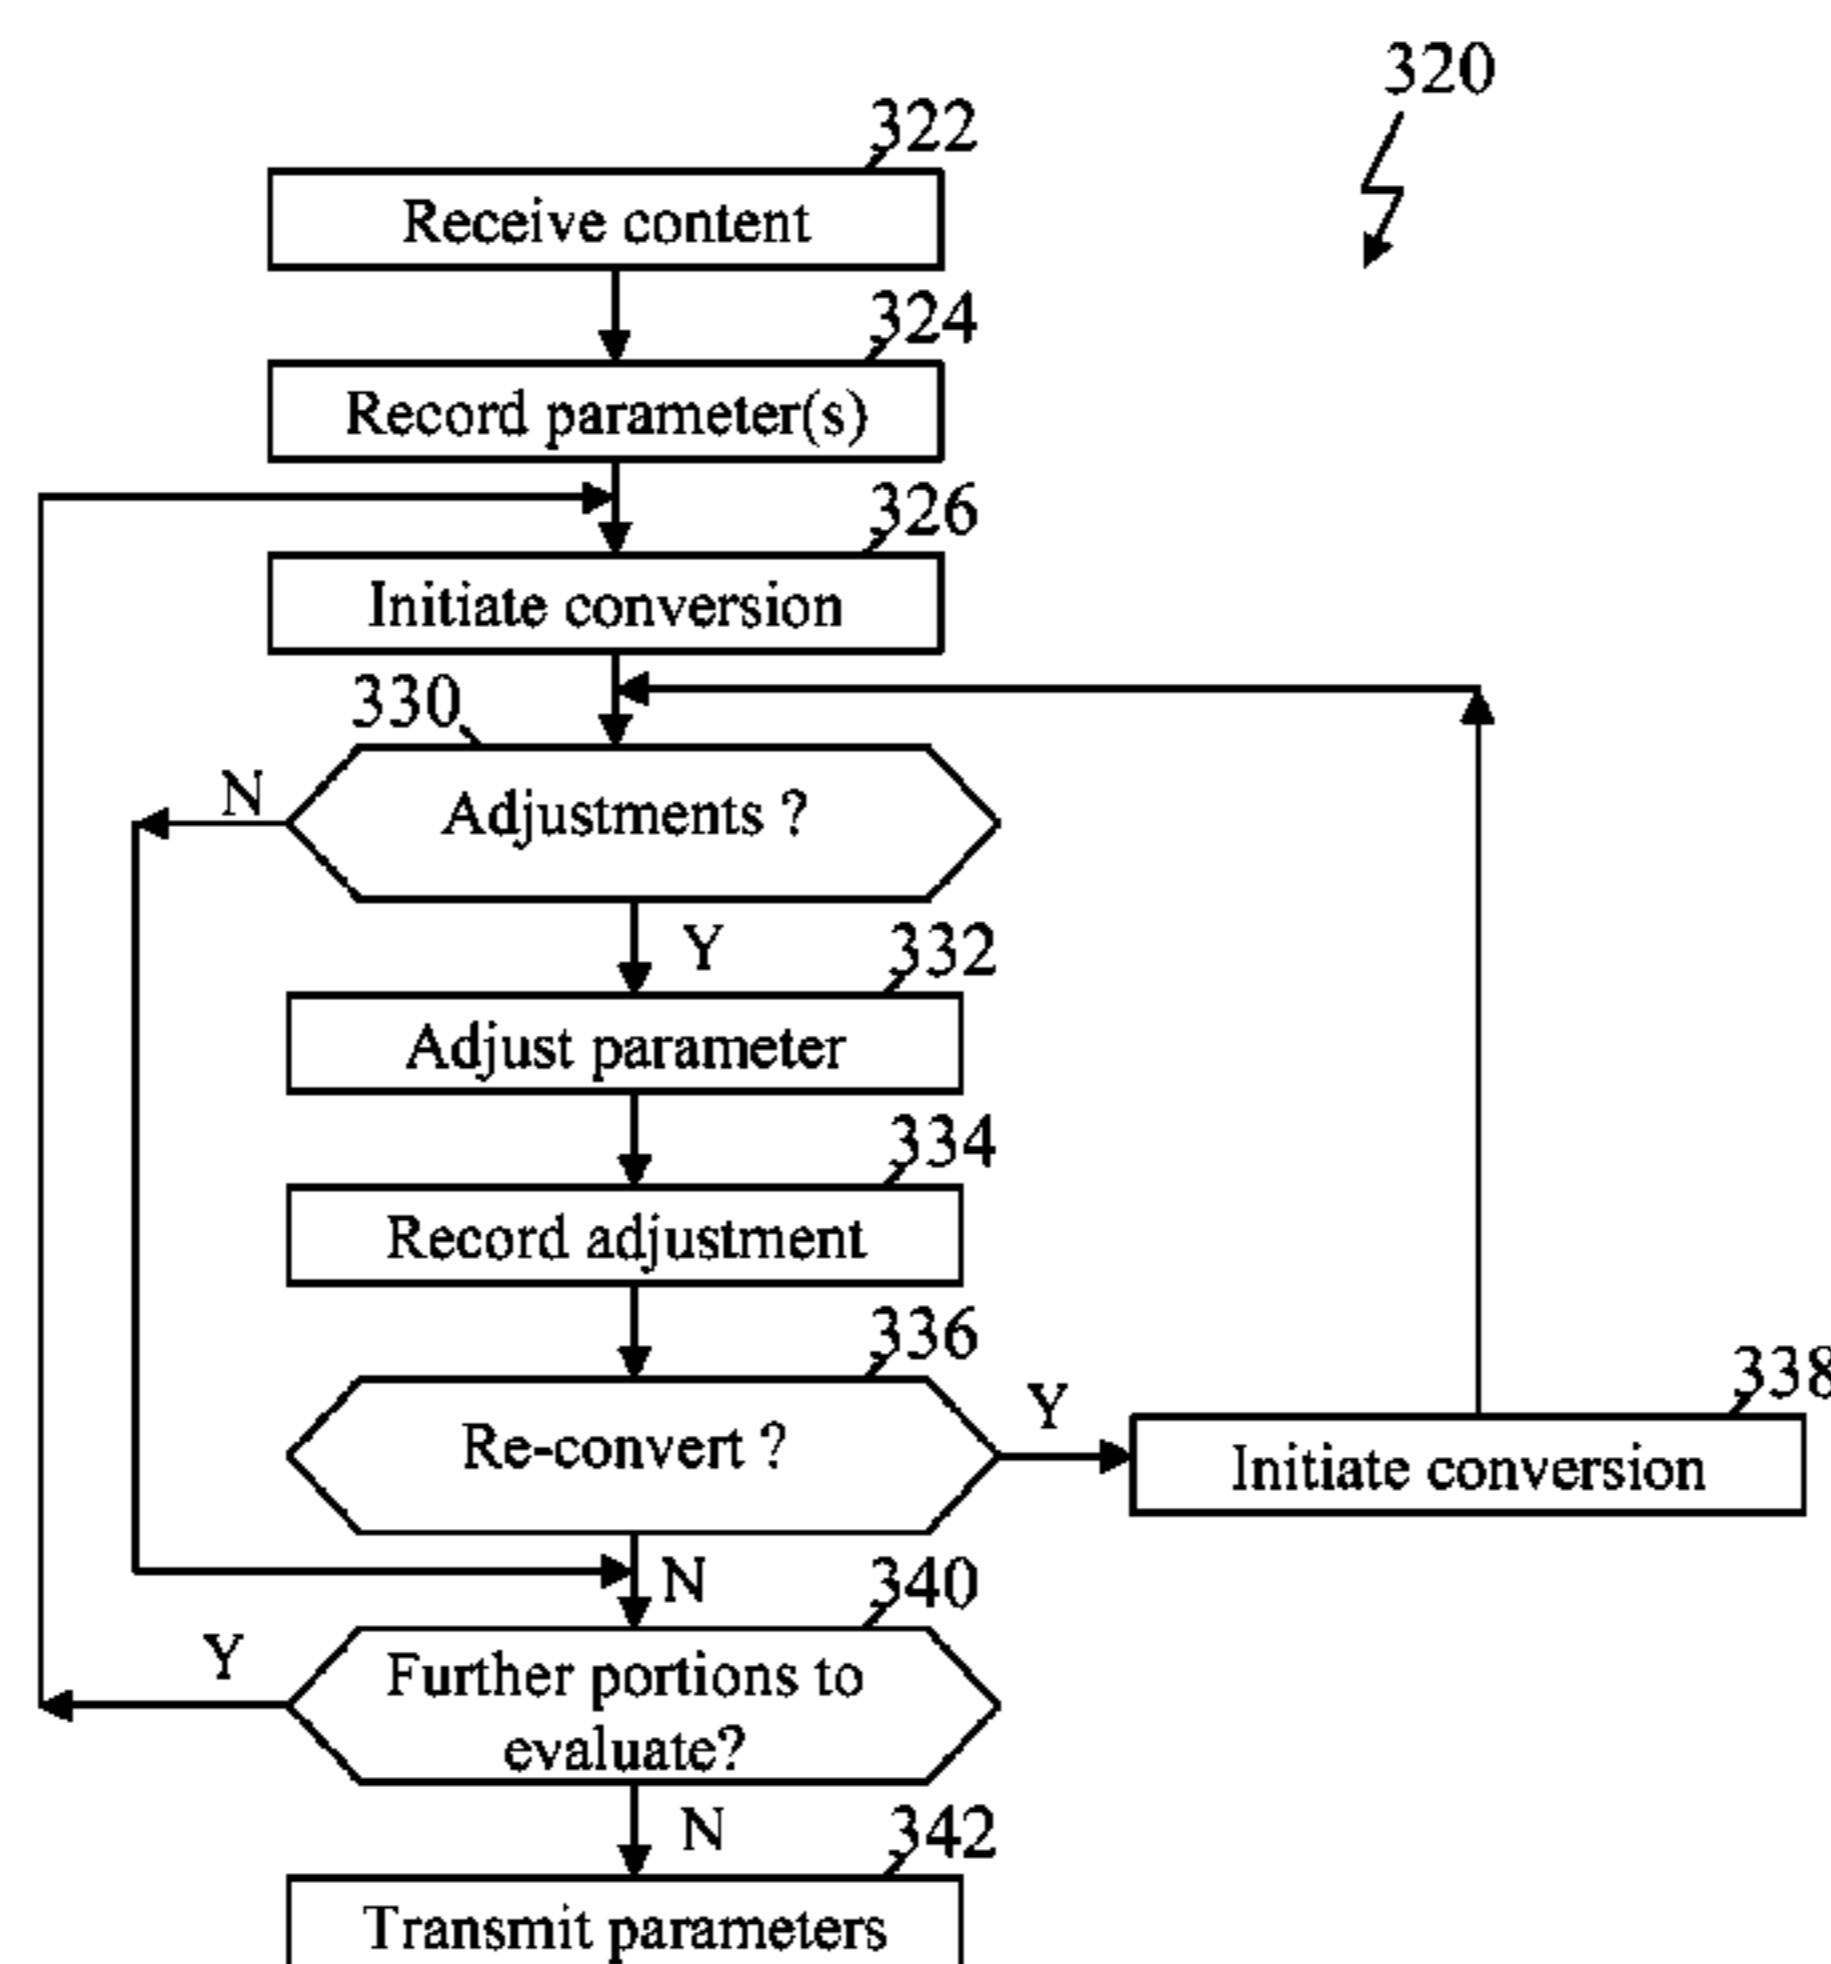 320
322
Receive content
324
Record parameter(s)
326
Initiate conversion
330
N
Adjustments ?
Y
332
Adjust parameter
334
Record adjustment
336
Re-convert ?
Y
338
Initiate conversion
N
340
Y
Further portions to
evaluate?
N
342
Transmit parameters